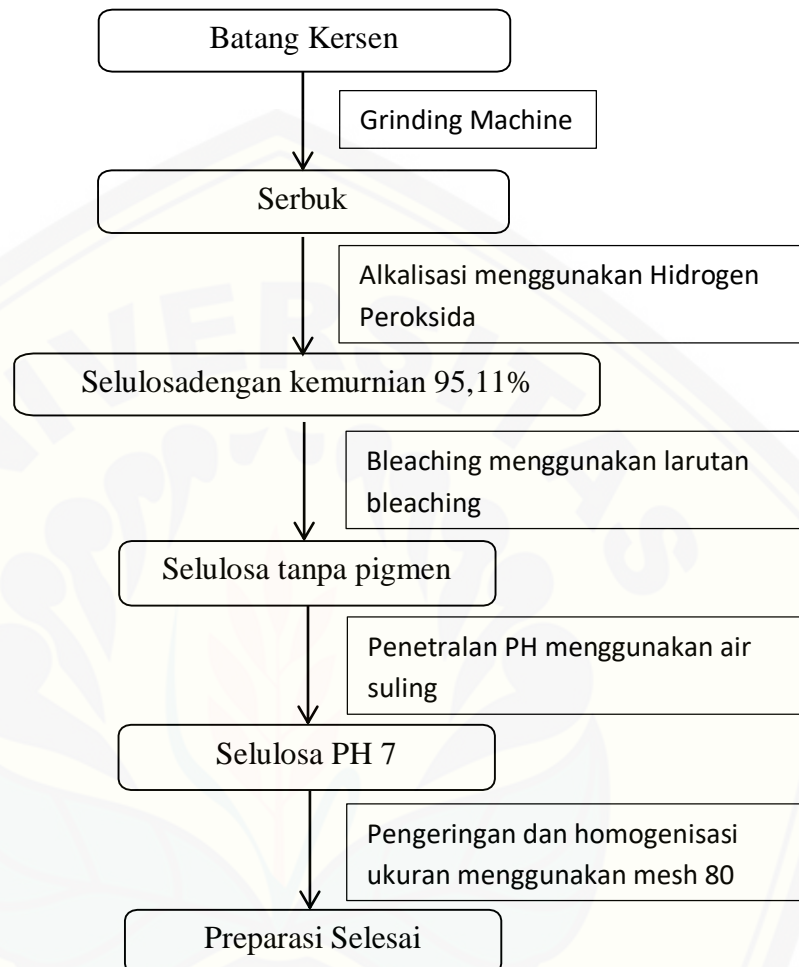 Batang Kersen
Grinding Machine
Serbuk
Alkalisasi menggunakan Hidrogen
Peroksida
Selulosadengan kemurnian 95,11%
Bleaching menggunakan larutan
bleaching
Selulosa tanpa pigmen
Penetralan PH menggunakan air
suling
Selulosa PH 7
Pengeringan dan homogenisasi
ukuran menggunakan mesh 80
Preparasi Selesai
UNIVERSITAS